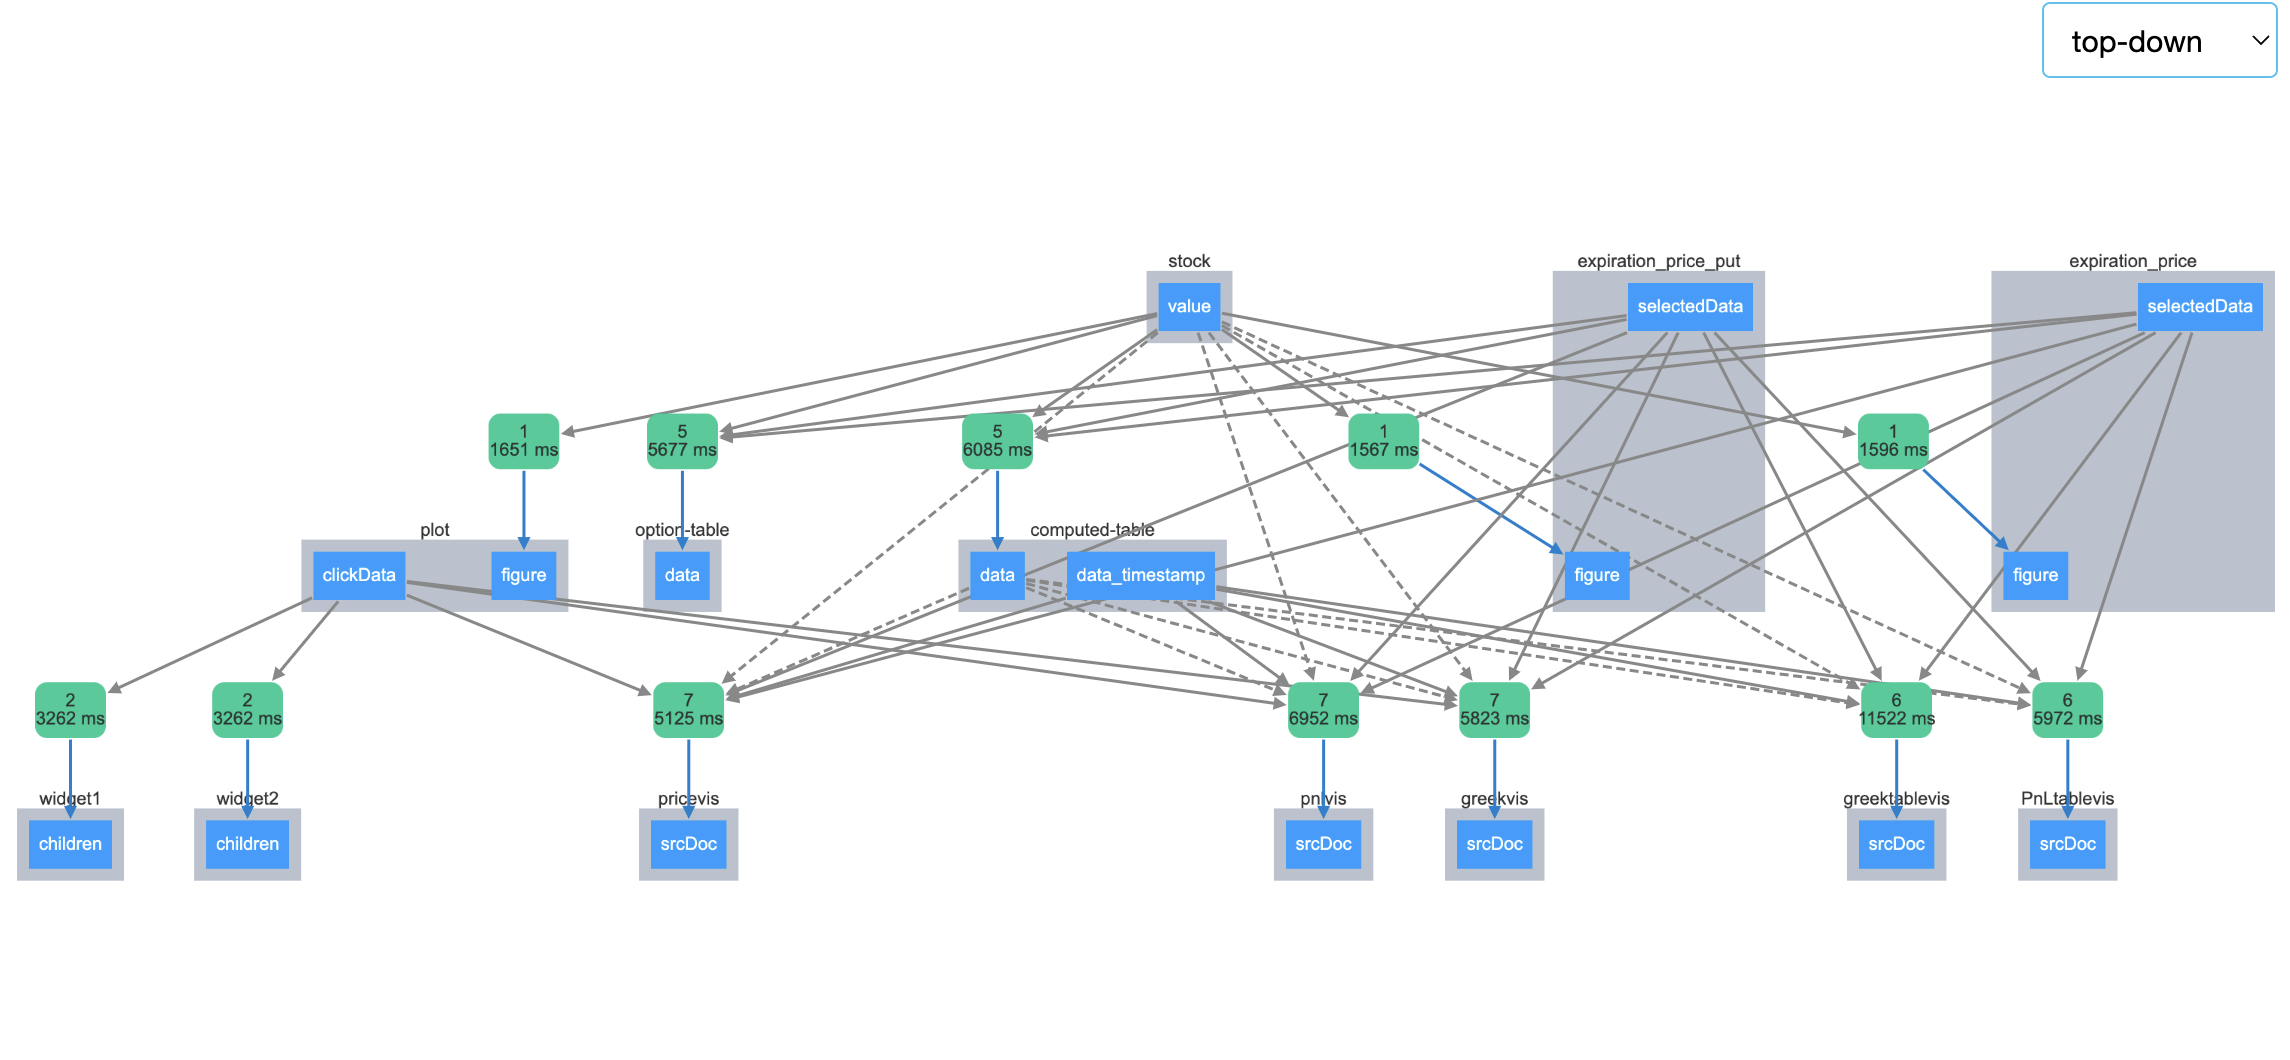 top-down
stock
expiration_price_put
expiration_price
value
selectedData
selectedData
1
1651 ms
5
5677 ms
5
6085 ms
1
1567 ms
1
1596 ms
plot
option-table
computed-table
clickData
figure
data
data
data_timestamp
figure
figure
2
3262 ms
2
3262 ms
7
5125 ms
7
6952 ms
7
5823 ms
6
11522 ms
6
5972 ms
widget1
widget2
pricevis
pnlvis
greekvis
greektablevis
PnLtablevis
children
children
srcDoc
srcDoc
srcDoc
srcDoc
srcDoc